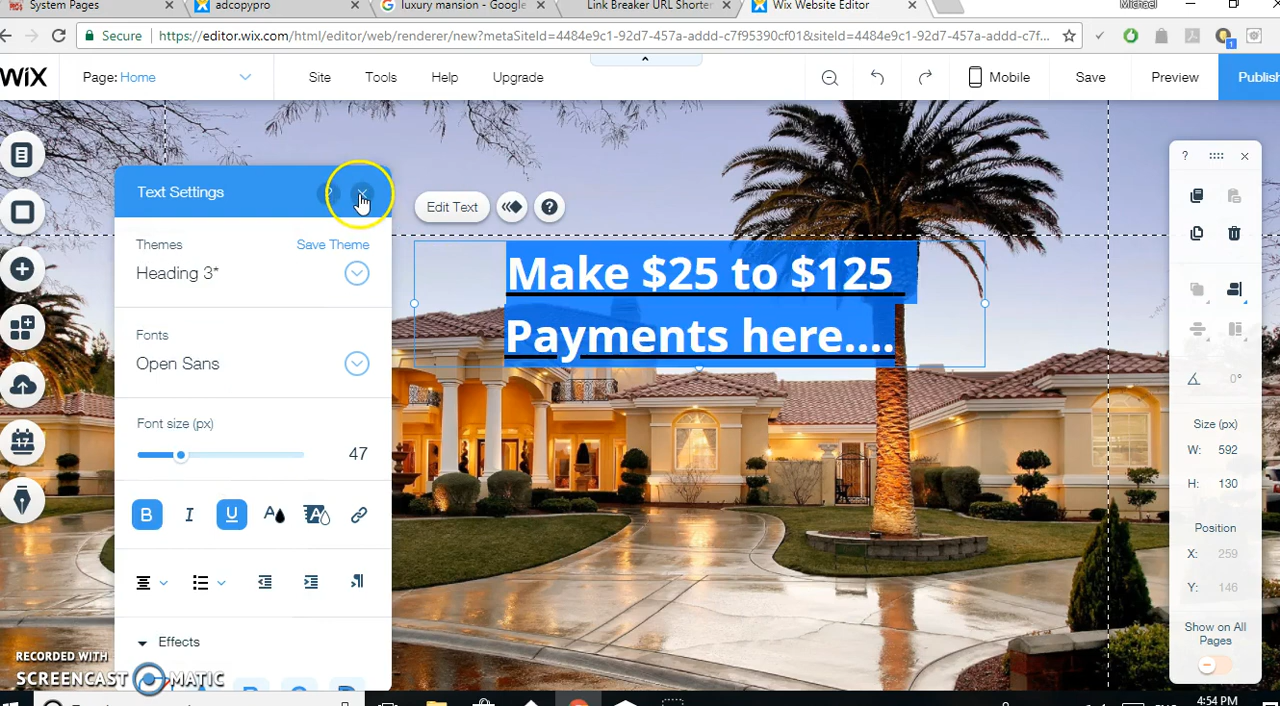 System Pages
adcopypro
luxury mansion - Google
Link Breaker URL Shorter
Wix Website Editor
Michael
Secure
https://editor.wix.com/html/editor/web/renderer/new?metaSiteId=4484e9c1-92d7-457a-addd-c7f95390cf01&siteId=4484e9c1-92d7-457a-addd-c7f...
WiX
Page: Home
Site
Tools
Help
Upgrade
Mobile
Save
Preview
Publish
Text Settings
Edit Text
Themes
Save Theme
Heading 3*
Make $25 to $125
Payments here....
Fonts
Open Sans
Font size (px)
47
B I U
Effects
0°
Size (px)
W: 592
H: 130
Position
X: 259
Y: 146
Show on All
Pages
RECORDED WITH
SCREENCAST MATIC
4:54 PM